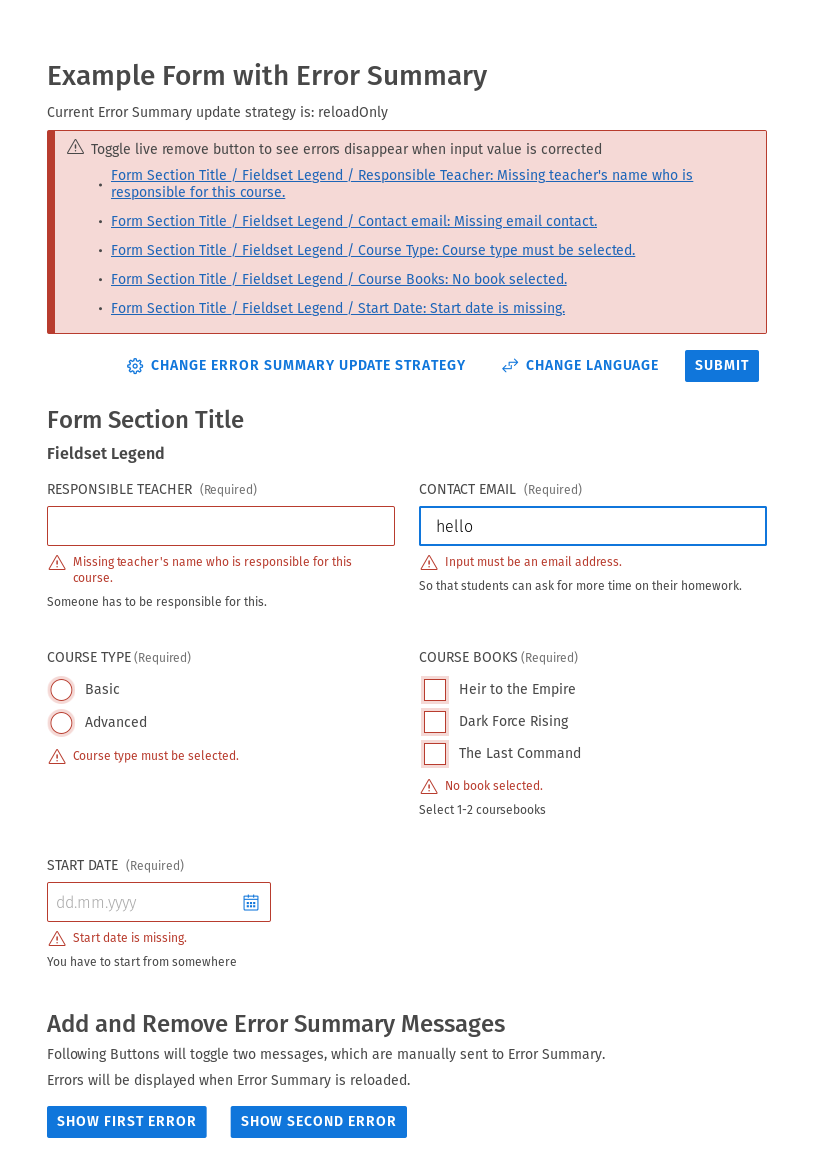 Example Form with Error Summary
Current Error Summary update strategy is: reloadOnly
Toggle live remove button to see errors disappear when input value is corrected
• Form Section Title / Fieldset Legend / Responsible Teacher: Missing teacher's name who is
responsible for this course.
• Form Section Title / Fieldset Legend / Contact email: Missing email contact.
• Form Section Title / Fieldset Legend / Course Type: Course type must be selected.
• Form Section Title / Fieldset Legend / Course Books: No book selected.
• Form Section Title / Fieldset Legend / Start Date: Start date is missing.
CHANGE ERROR SUMMARY UPDATE STRATEGY CHANGE LANGUAGE SUBMIT
Form Section Title
Fieldset Legend
RESPONSIBLE TEACHER (Required)
Missing teacher's name who is responsible for this
course.
Someone has to be responsible for this.
CONTACT EMAIL (Required)
hello
Input must be an email address.
So that students can ask for more time on their homework.
COURSE TYPE (Required)
Basic
Advanced
Course type must be selected.
COURSE BOOKS (Required)
Heir to the Empire
Dark Force Rising
The Last Command
No book selected.
Select 1-2 coursebooks
START DATE (Required)
dd.mm.yyyy
Start date is missing.
You have to start from somewhere
Add and Remove Error Summary Messages
Following Buttons will toggle two messages, which are manually sent to Error Summary.
Errors will be displayed when Error Summary is reloaded.
SHOW FIRST ERROR SHOW SECOND ERROR